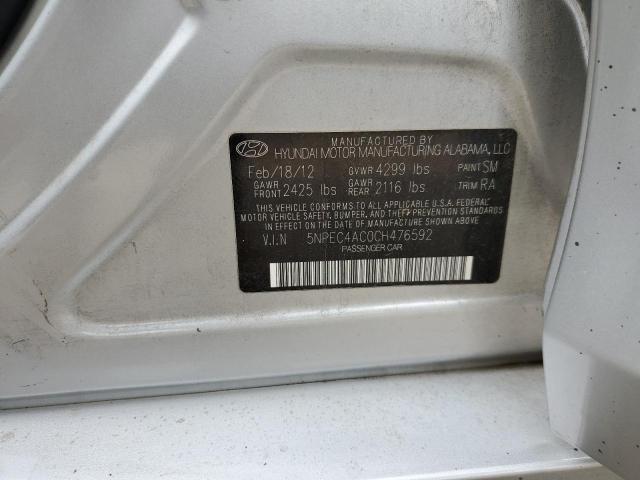 MANUFACTURED BY
HYUNDAI MOTOR MANUFACTURING ALABAMA, LLC
Feb/18/12 GVWR 4299 lbs PAINT SM
GAWR FRONT 2425 lbs GAWR REAR 2116 lbs TRIM RA
THIS VEHICLE CONFORMS TO ALL APPLICABLE U.S.A. FEDERAL
MOTOR VEHICLE SAFETY, BUMPER, AND THEFT PREVENTION STANDARDS
IN EFFECT ON THE DATE OF MANUFACTURE SHOWN ABOVE
V.I.N 5NPEC4AC0CH476592
PASSENGER CAR